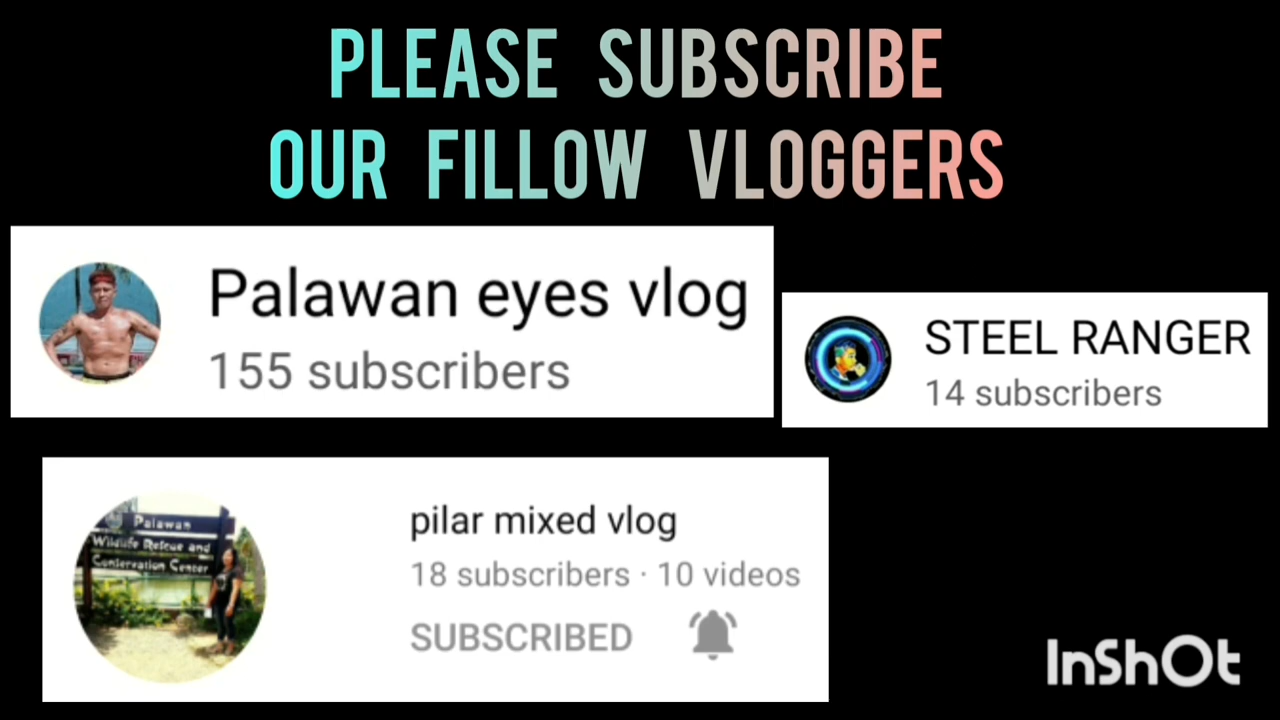 PLEASE SUBSCRIBE
OUR FILLOW VLOGGERS
Palawan eyes vlog
155 subscribers
STEEL RANGER
14 subscribers
Palawan
Wildlife Rescue and
Conservation Center
pilar mixed vlog
18 subscribers · 10 videos
SUBSCRIBED
InShOt